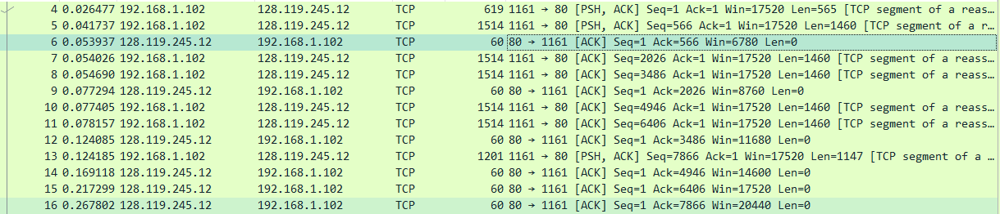 4 0.026477 192.168.1.102 128.119.245.12 TCP 619 1161 → 80 [PSH, ACK] Seq=1 Ack=1 Win=17520 Len=565 [TCP segment of a reas…
5 0.041737 192.168.1.102 128.119.245.12 TCP 1514 1161 → 80 [PSH, ACK] Seq=566 Ack=1 Win=17520 Len=1460 [TCP segment of a r…
6 0.053937 128.119.245.12 192.168.1.102 TCP 60 80 → 1161 [ACK] Seq=1 Ack=566 Win=6780 Len=0
7 0.054026 192.168.1.102 128.119.245.12 TCP 1514 1161 → 80 [ACK] Seq=2026 Ack=1 Win=17520 Len=1460 [TCP segment of a reass…
8 0.054690 192.168.1.102 128.119.245.12 TCP 1514 1161 → 80 [ACK] Seq=3486 Ack=1 Win=17520 Len=1460 [TCP segment of a reass…
9 0.077294 128.119.245.12 192.168.1.102 TCP 60 80 → 1161 [ACK] Seq=1 Ack=2026 Win=8760 Len=0
10 0.077405 192.168.1.102 128.119.245.12 TCP 1514 1161 → 80 [ACK] Seq=4946 Ack=1 Win=17520 Len=1460 [TCP segment of a reass…
11 0.078157 192.168.1.102 128.119.245.12 TCP 1514 1161 → 80 [ACK] Seq=6406 Ack=1 Win=17520 Len=1460 [TCP segment of a reass…
12 0.124085 128.119.245.12 192.168.1.102 TCP 60 80 → 1161 [ACK] Seq=1 Ack=3486 Win=11680 Len=0
13 0.124185 192.168.1.102 128.119.245.12 TCP 1201 1161 → 80 [PSH, ACK] Seq=7866 Ack=1 Win=17520 Len=1147 [TCP segment of a …
14 0.169118 128.119.245.12 192.168.1.102 TCP 60 80 → 1161 [ACK] Seq=1 Ack=4946 Win=14600 Len=0
15 0.217299 128.119.245.12 192.168.1.102 TCP 60 80 → 1161 [ACK] Seq=1 Ack=6406 Win=17520 Len=0
16 0.267802 128.119.245.12 192.168.1.102 TCP 60 80 → 1161 [ACK] Seq=1 Ack=7866 Win=20440 Len=0